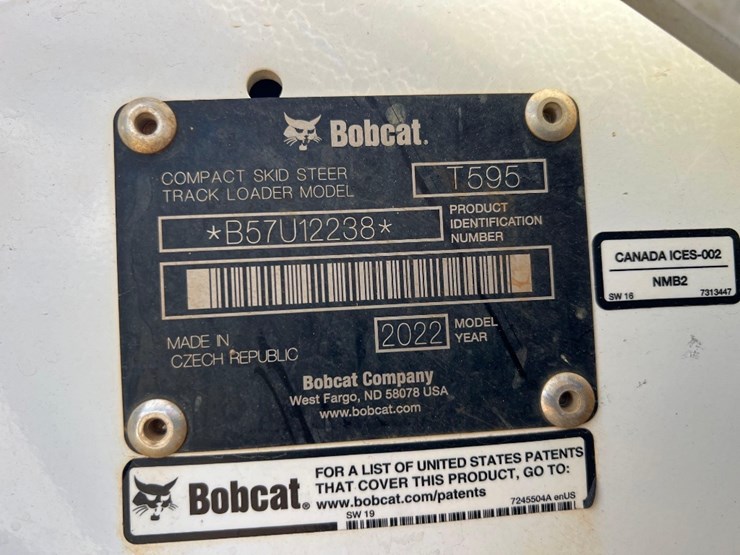 Bobcat.
COMPACT SKID STEER
TRACK LOADER MODEL
T595
*B57U12238*
PRODUCT
IDENTIFICATION
NUMBER
MADE IN
CZECH REPUBLIC
2022
MODEL
YEAR
Bobcat Company
West Fargo, ND 58078 USA
www.bobcat.com
CANADA ICES-002
NMB2
SW 16
7313447
Bobcat®
FOR A LIST OF UNITED STATES PATENTS
THAT COVER THIS PRODUCT, GO TO:
www.bobcat.com/patents
7245504A enUS
SW 19